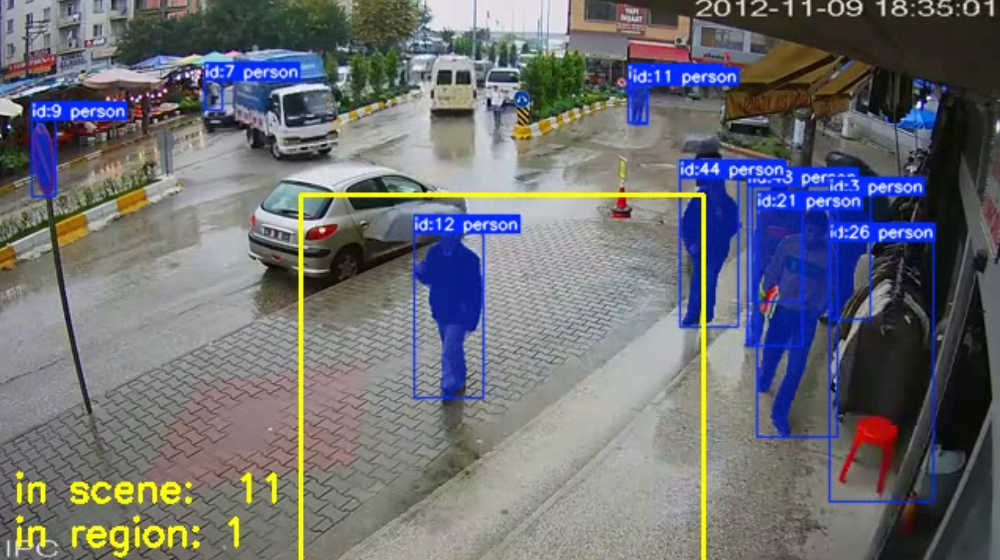 2012-11-09 18:35:01
YAPI
İNŞAAT
id:7 person
id:11 person
id:9 person
id:44 person
id:3 person
id:21 person
id:12 person
id:26 person
in scene: 11
in region: 1
IPC